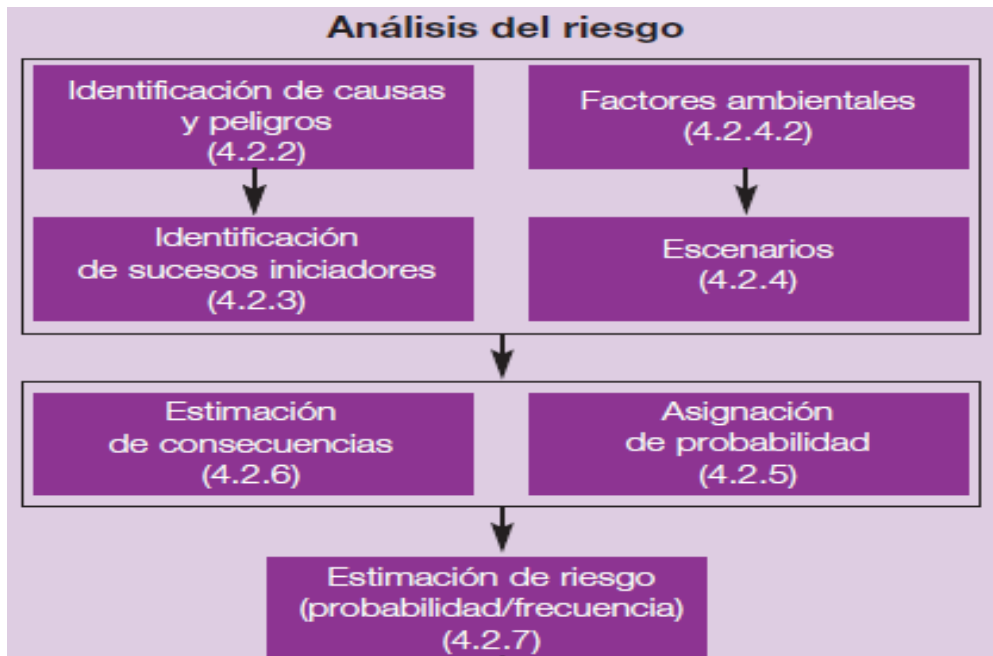 Análisis del riesgo
Identificación de causas
y peligros
(4.2.2)
Factores ambientales
(4.2.4.2)
Identificación
de sucesos iniciadores
(4.2.3)
Escenarios
(4.2.4)
Estimación
de consecuencias
(4.2.6)
Asignación
de probabilidad
(4.2.5)
Estimación de riesgo
(probabilidad/frecuencia)
(4.2.7)